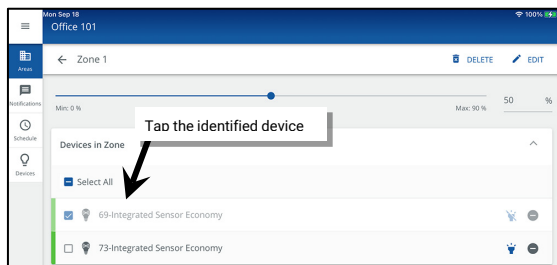 Mon Sep 18
100%
Office 101
Zone 1
DELETE
EDIT
Areas
Notifications
Schedule
Devices
Min: 0 %
Max: 90 %
50 %
Tap the identified device
Devices in Zone
Select All
69-Integrated Sensor Economy
73-Integrated Sensor Economy